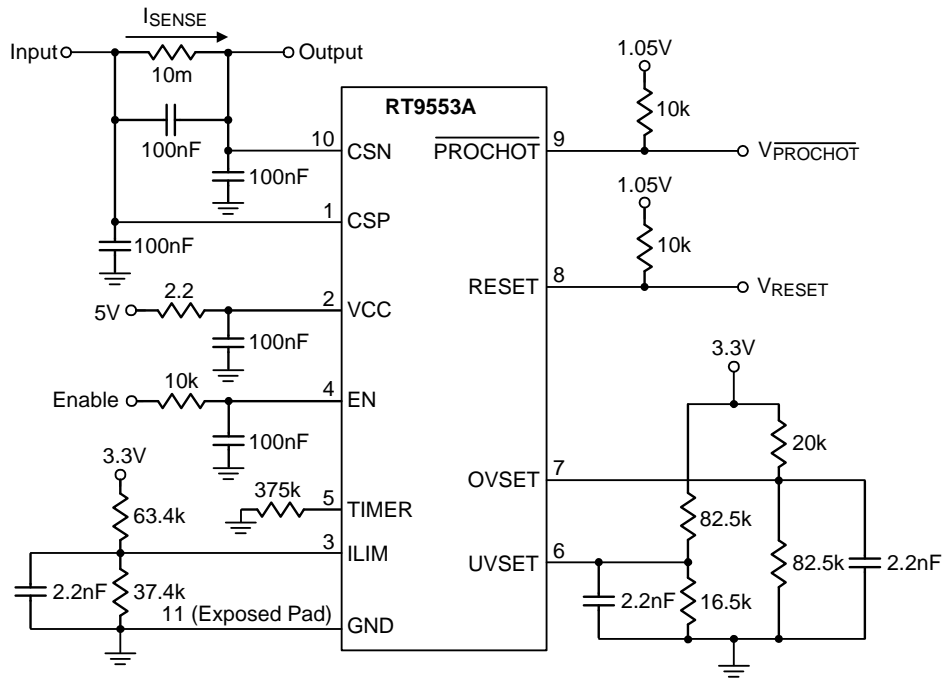 ISENSE
Input
Output
10m
100nF
100nF
100nF
RT9553A
10
CSN
1
CSP
5V
2.2
2
VCC
100nF
Enable
10k
4
EN
100nF
375k
5
TIMER
3.3V
63.4k
3
ILIM
2.2nF
37.4k
11 (Exposed Pad)
GND
1.05V
10k
PROCHOT
9
VPROCHOT
1.05V
10k
RESET
8
VRESET
3.3V
20k
OVSET
7
82.5k
UVSET
6
82.5k
2.2nF
2.2nF
16.5k